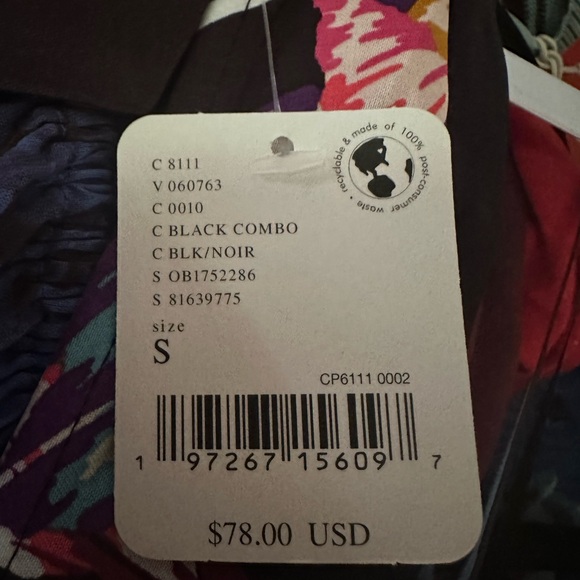 recyclable & made of 100% post-consumer waste •
C 8111
V 060763
C 0010
C BLACK COMBO
C BLK/NOIR
S OB1752286
S 81639775
size
S
CP6111 0002
1 97267 15609 7
$78.00 USD